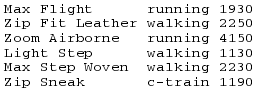 Max Flight       running 1930
Zip Fit Leather  walking 2250
Zoom Airborne    running 4150
Light Step       walking 1130
Max Step Woven   walking 2230
Zip Sneak        c-train 1190